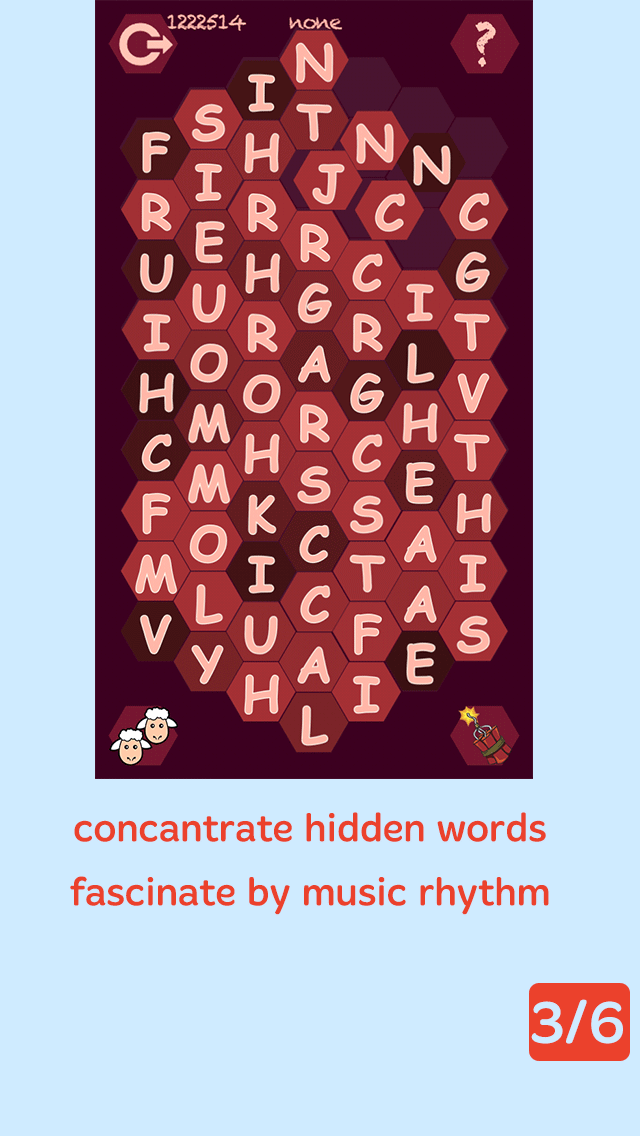 1222514 none
?
F R U I H C F M V
S I E U O M M O L Y
I H R H R O H K I U H
N T J R G A R S C C A L
N C C R G C S T F I
N I L H E A A E
C G T V T H I S
concantrate hidden words
fascinate by music rhythm
3/6